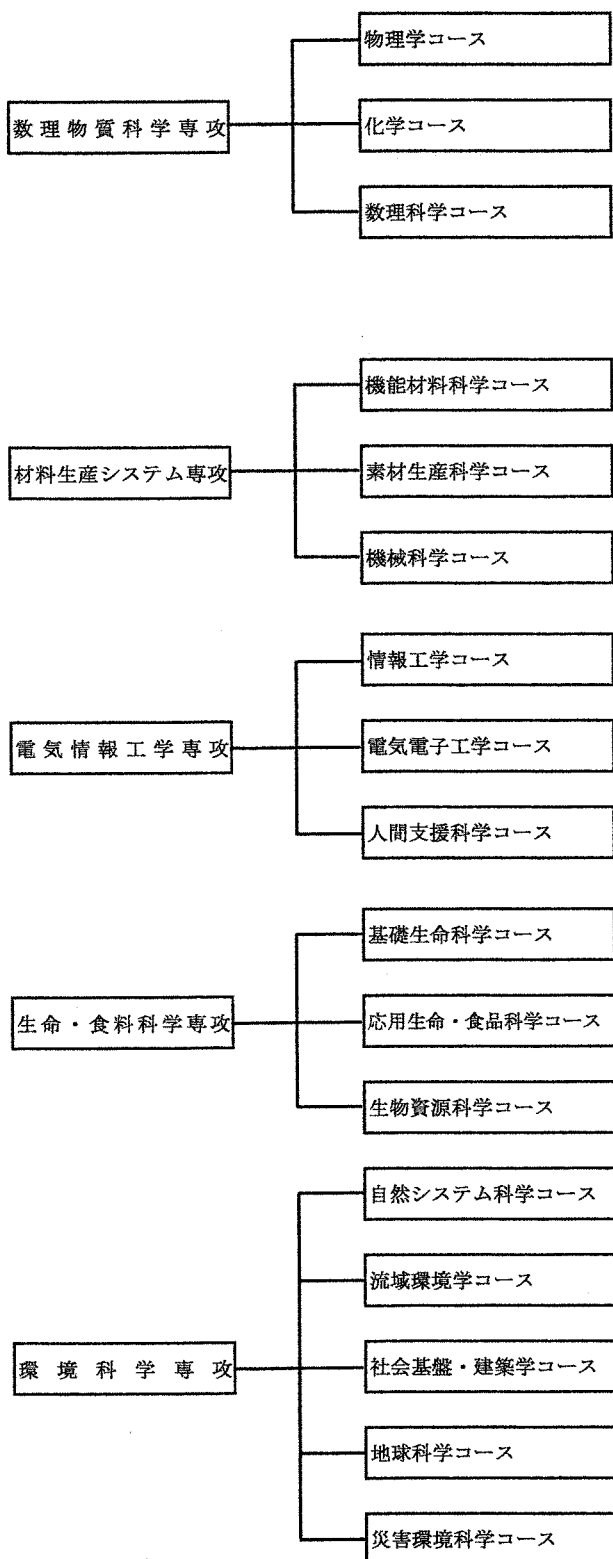 数理物質科学専攻
物理学コース
化学コース
数理科学コース
材料生産システム専攻
機能材料科学コース
素材生産科学コース
機械科学コース
電気情報工学専攻
情報工学コース
電気電子工学コース
人間支援科学コース
生命・食料科学専攻
基礎生命科学コース
応用生命・食品科学コース
生物資源科学コース
環境科学専攻
自然システム科学コース
流域環境学コース
社会基盤・建築学コース
地球科学コース
災害環境科学コース